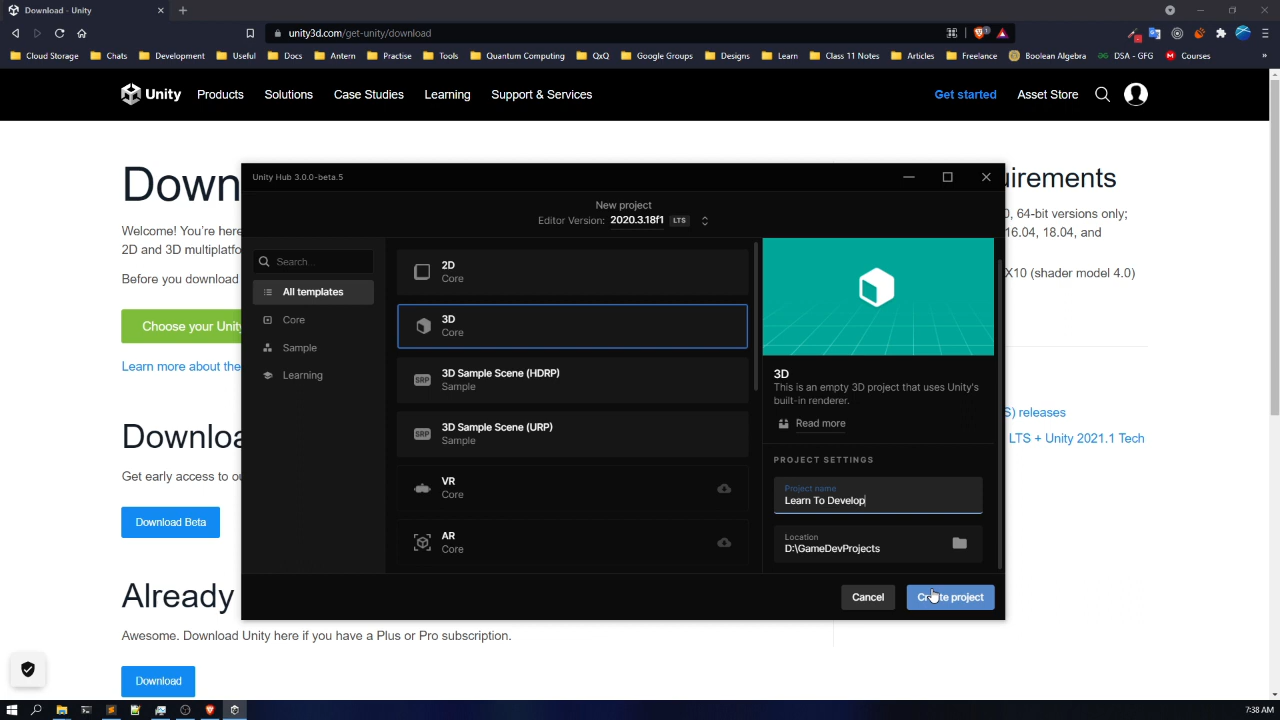 Download - Unity
unity3d.com/get-unity/download
Cloud Storage
Chats
Development
Useful
Docs
Antern
Practise
Tools
Quantum Computing
QxQ
Google Groups
Designs
Learn
Class 11 Notes
Articles
Freelance
Boolean Algebra
DSA - GFG
Courses
»
Unity
Products
Solutions
Case Studies
Learning
Support & Services
Get started
Asset Store
Down
Welcome! You're here
2D and 3D multiplatfo
Before you download
Choose your Unit
Learn more about the
Downloa
Get early access to ou
Download Beta
Already
Awesome. Download Unity here if you have a Plus or Pro subscription.
Download
uirements
0, 64-bit versions only;
16.04, 18.04, and
X10 (shader model 4.0)
S) releases
LTS + Unity 2021.1 Tech
Unity Hub 3.0.0-beta.5
New project
Editor Version: 2020.3.18f1 LTS
Search...
All templates
Core
Sample
Learning
2D
Core
3D
Core
SRP
3D Sample Scene (HDRP)
Sample
SRP
3D Sample Scene (URP)
Sample
VR
Core
AR
Core
3D
This is an empty 3D project that uses Unity's
built-in renderer.
Read more
PROJECT SETTINGS
Project name
Learn To Develop
Location
D:\GameDevProjects
Cancel
Create project
7:38 AM